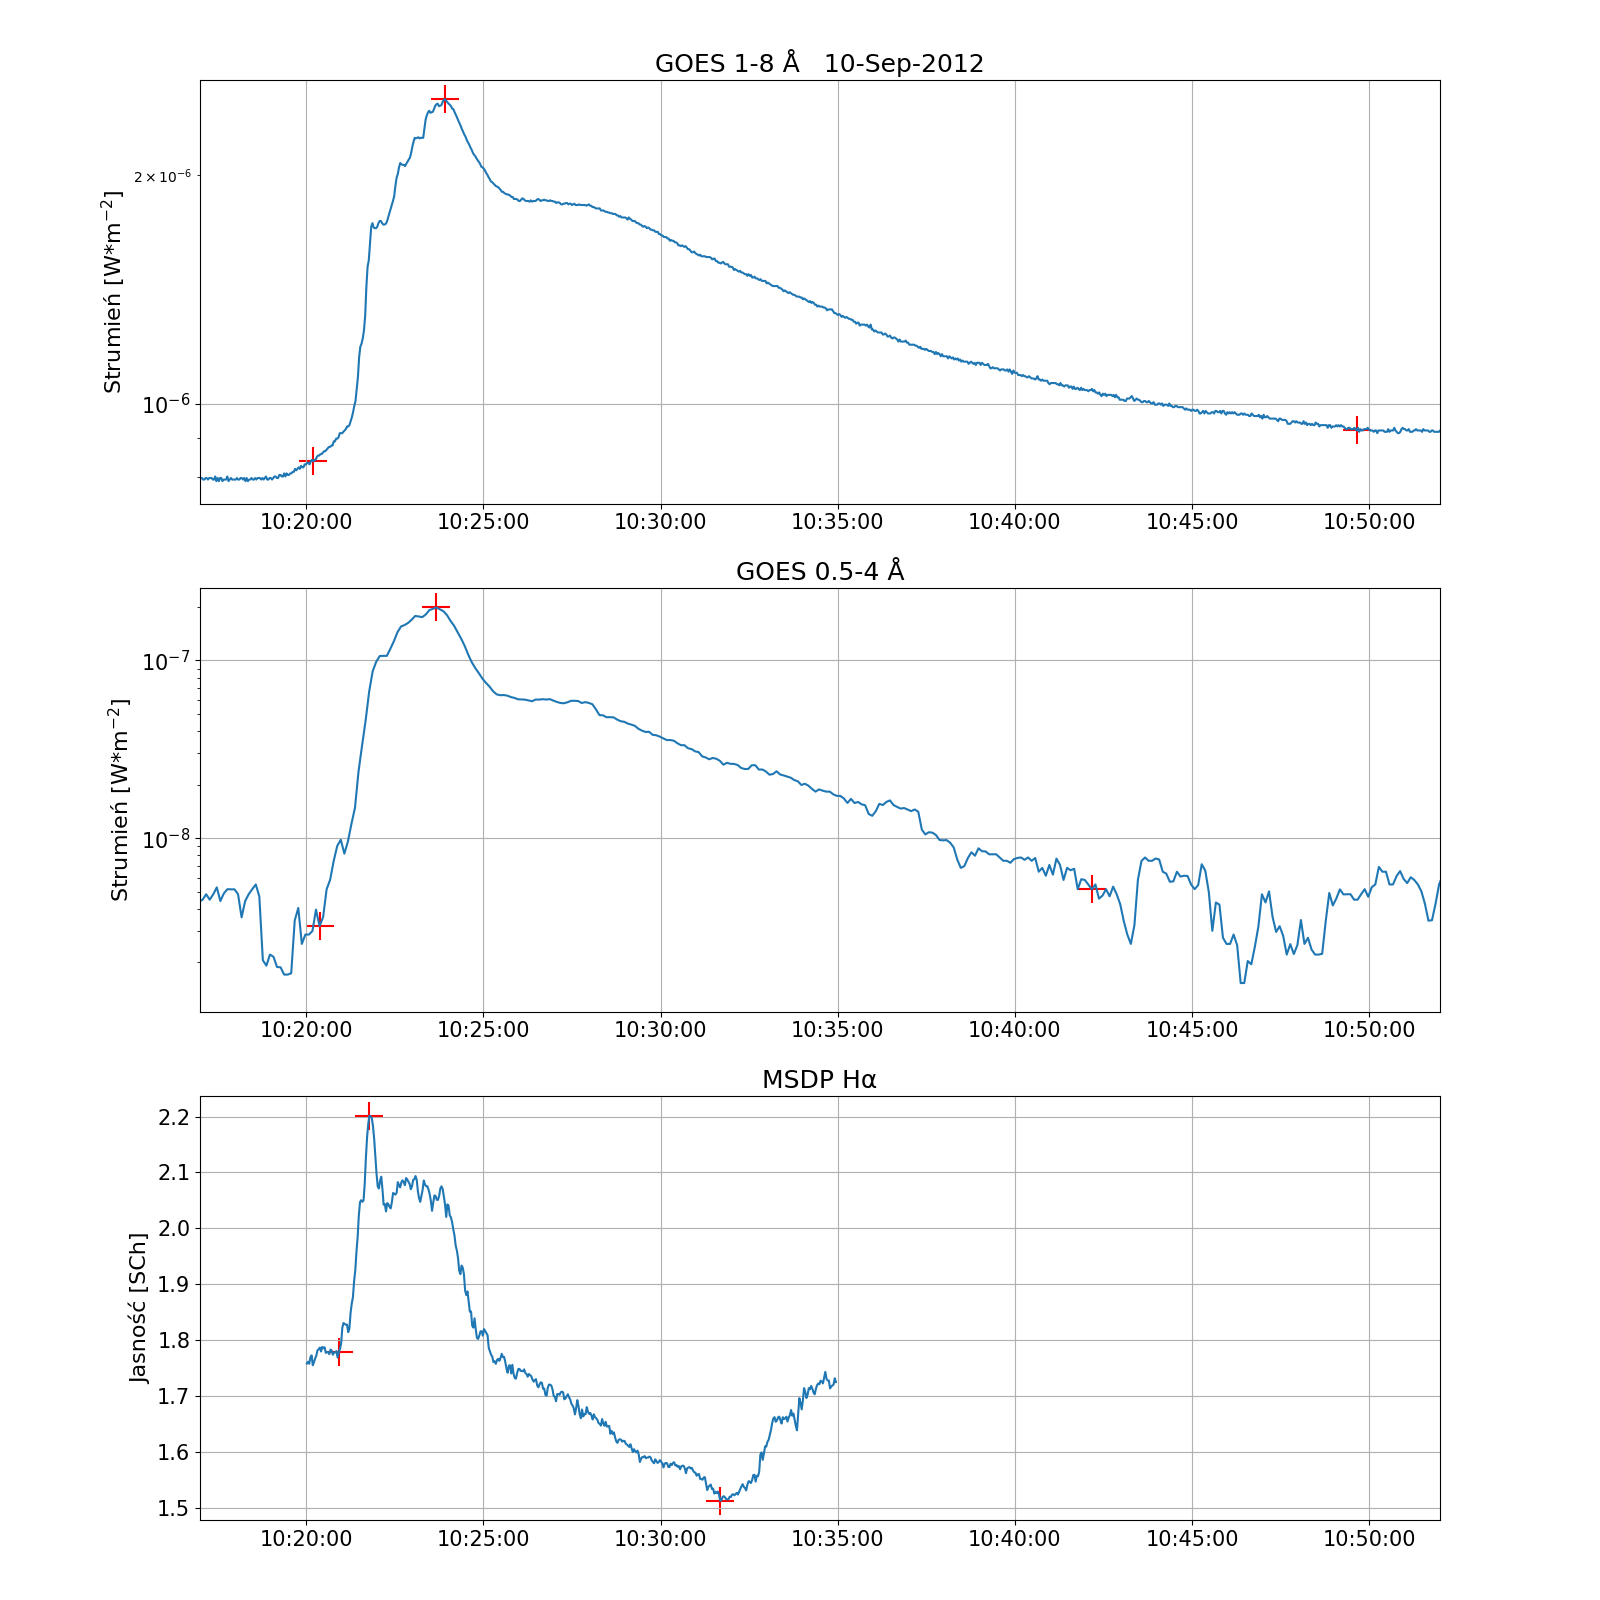 GOES 1-8 Å   10-Sep-2012
Strumień [W*m⁻²]
2 × 10⁻⁶
10⁻⁶
10:20:00 10:25:00 10:30:00 10:35:00 10:40:00 10:45:00 10:50:00
GOES 0.5-4 Å
Strumień [W*m⁻²]
10⁻⁷
10⁻⁸
10:20:00 10:25:00 10:30:00 10:35:00 10:40:00 10:45:00 10:50:00
MSDP Hα
Jasność [SCh]
2.2
2.1
2.0
1.9
1.8
1.7
1.6
1.5
10:20:00 10:25:00 10:30:00 10:35:00 10:40:00 10:45:00 10:50:00